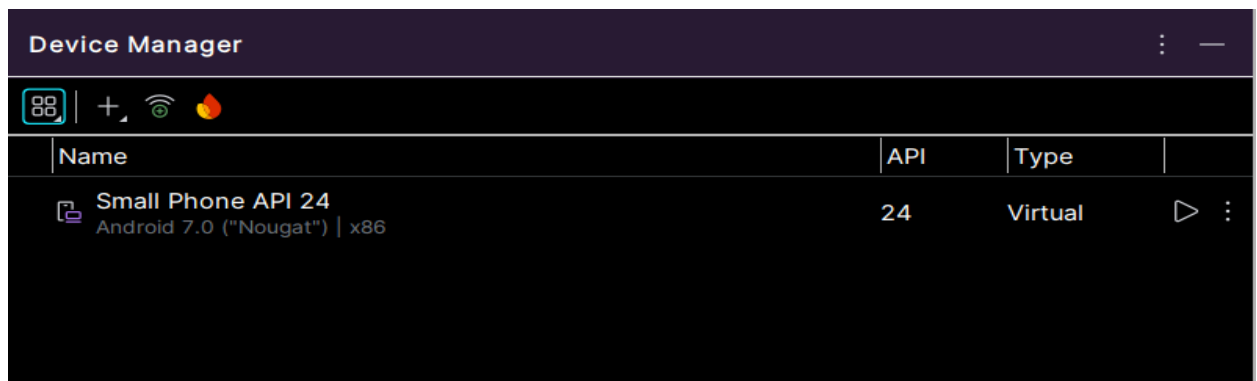 Device Manager
Name API Type
Small Phone API 24
Android 7.0 ("Nougat") | x86
24 Virtual